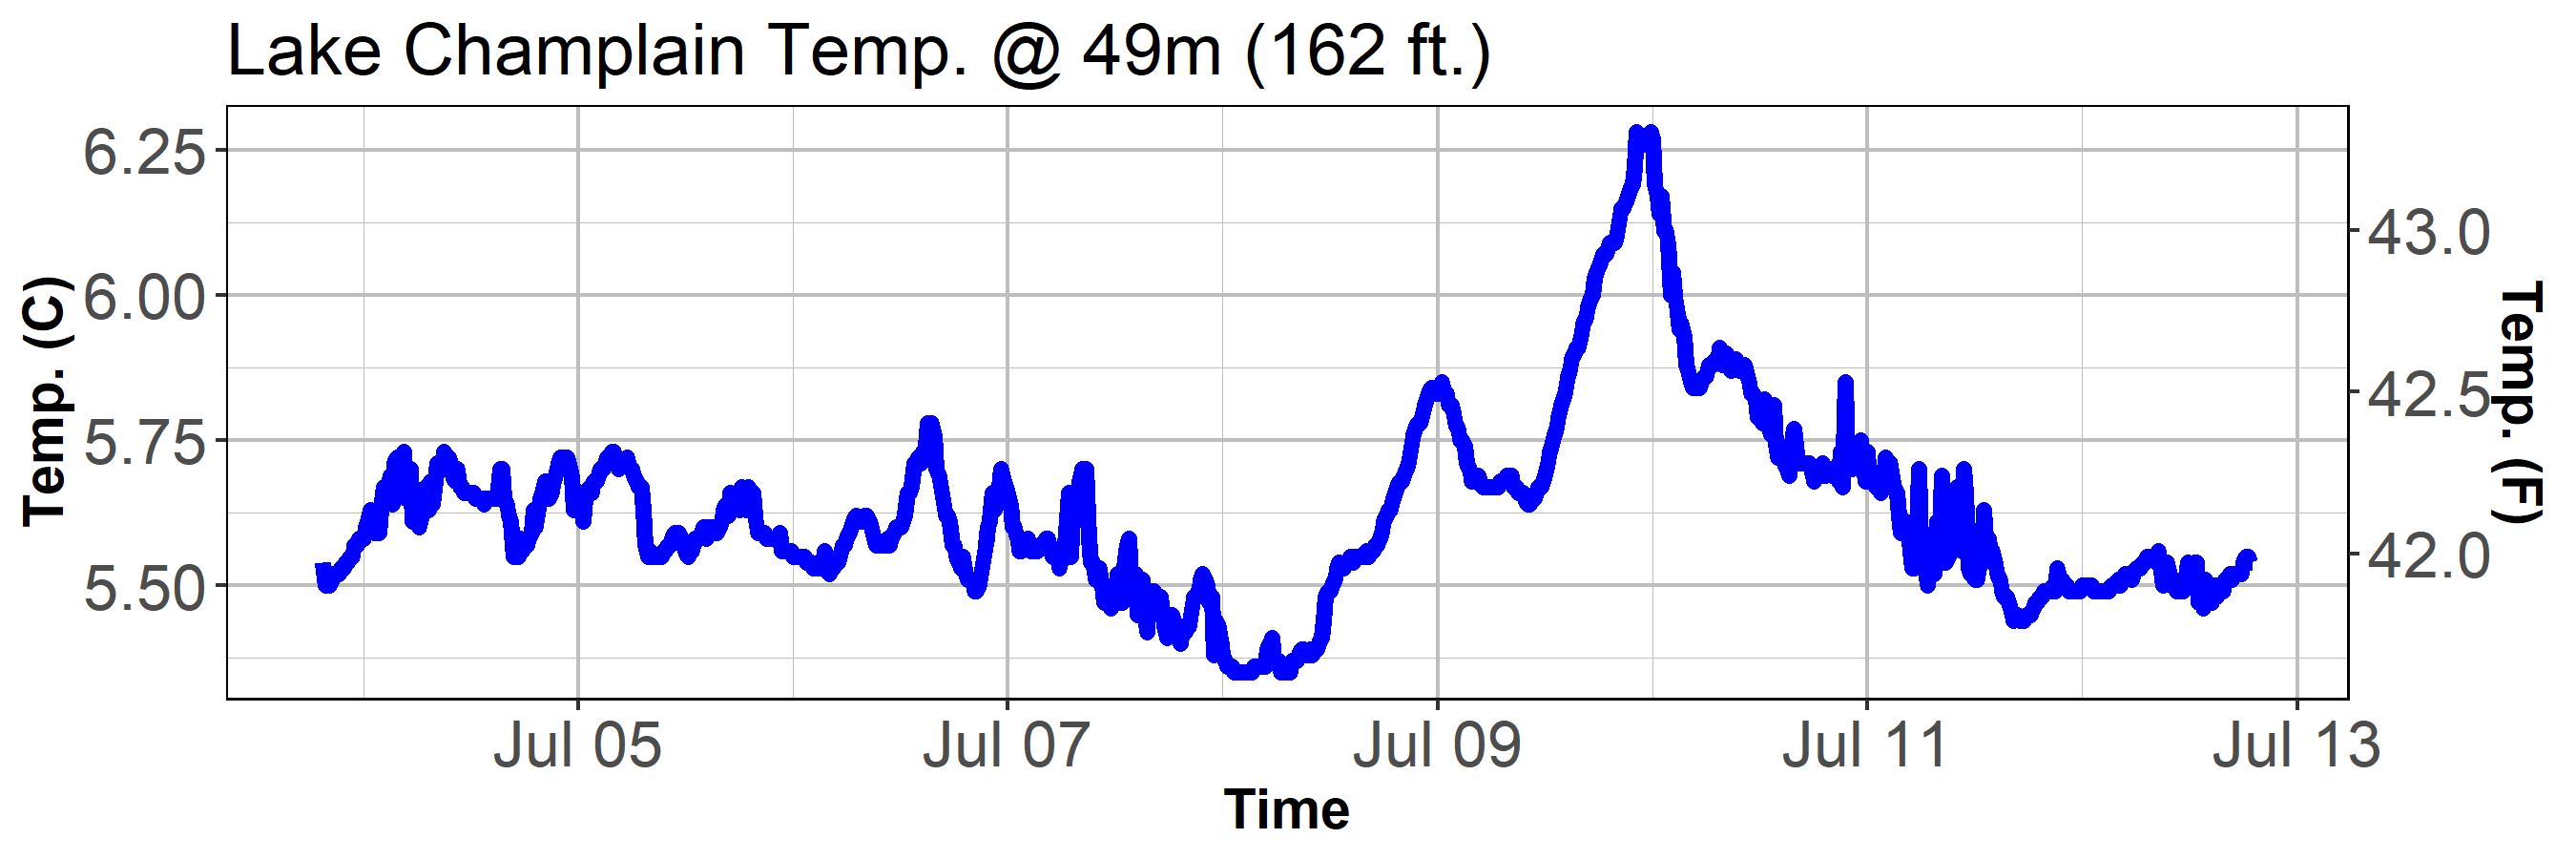 Lake Champlain Temp. @ 49m (162 ft.)
6.25
6.00
5.75
5.50
Temp. (C)
43.0
42.5
42.0
Temp. (F)
Jul 05 Jul 07 Jul 09 Jul 11 Jul 13
Time